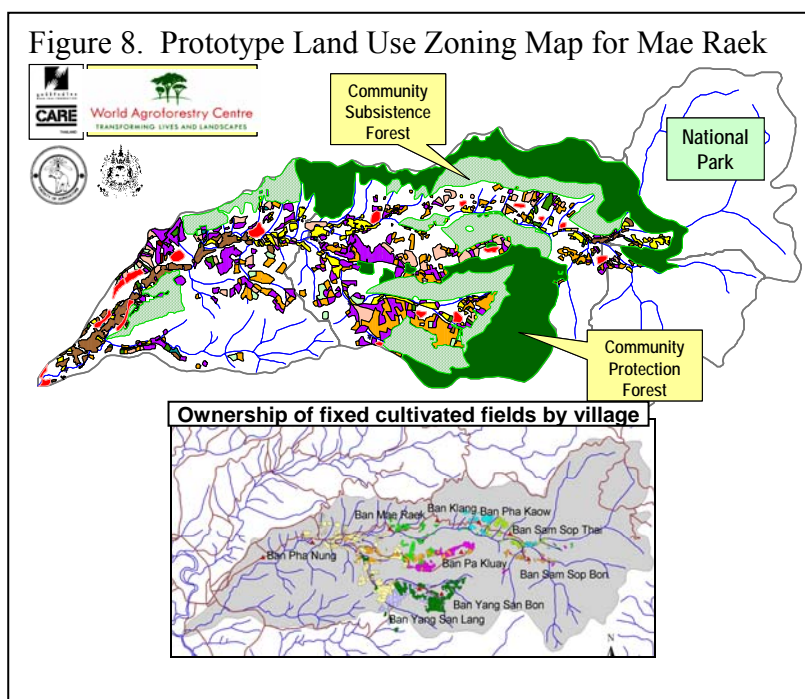 Figure 8. Prototype Land Use Zoning Map for Mae Raek
CARE
World Agroforestry Centre
TRANSFORMING LIVES AND LANDSCAPES
Community
Subsistence
Forest
National
Park
Community
Protection
Forest
Ownership of fixed cultivated fields by village
Ban Mae Raek
Ban Klang
Ban Pha Kaow
Ban Sam Sop Thai
Ban Pha Nung
Ban Pa Kluay
Ban Sam Sop Bon
Ban Yang San Bon
Ban Yang San Lang
N